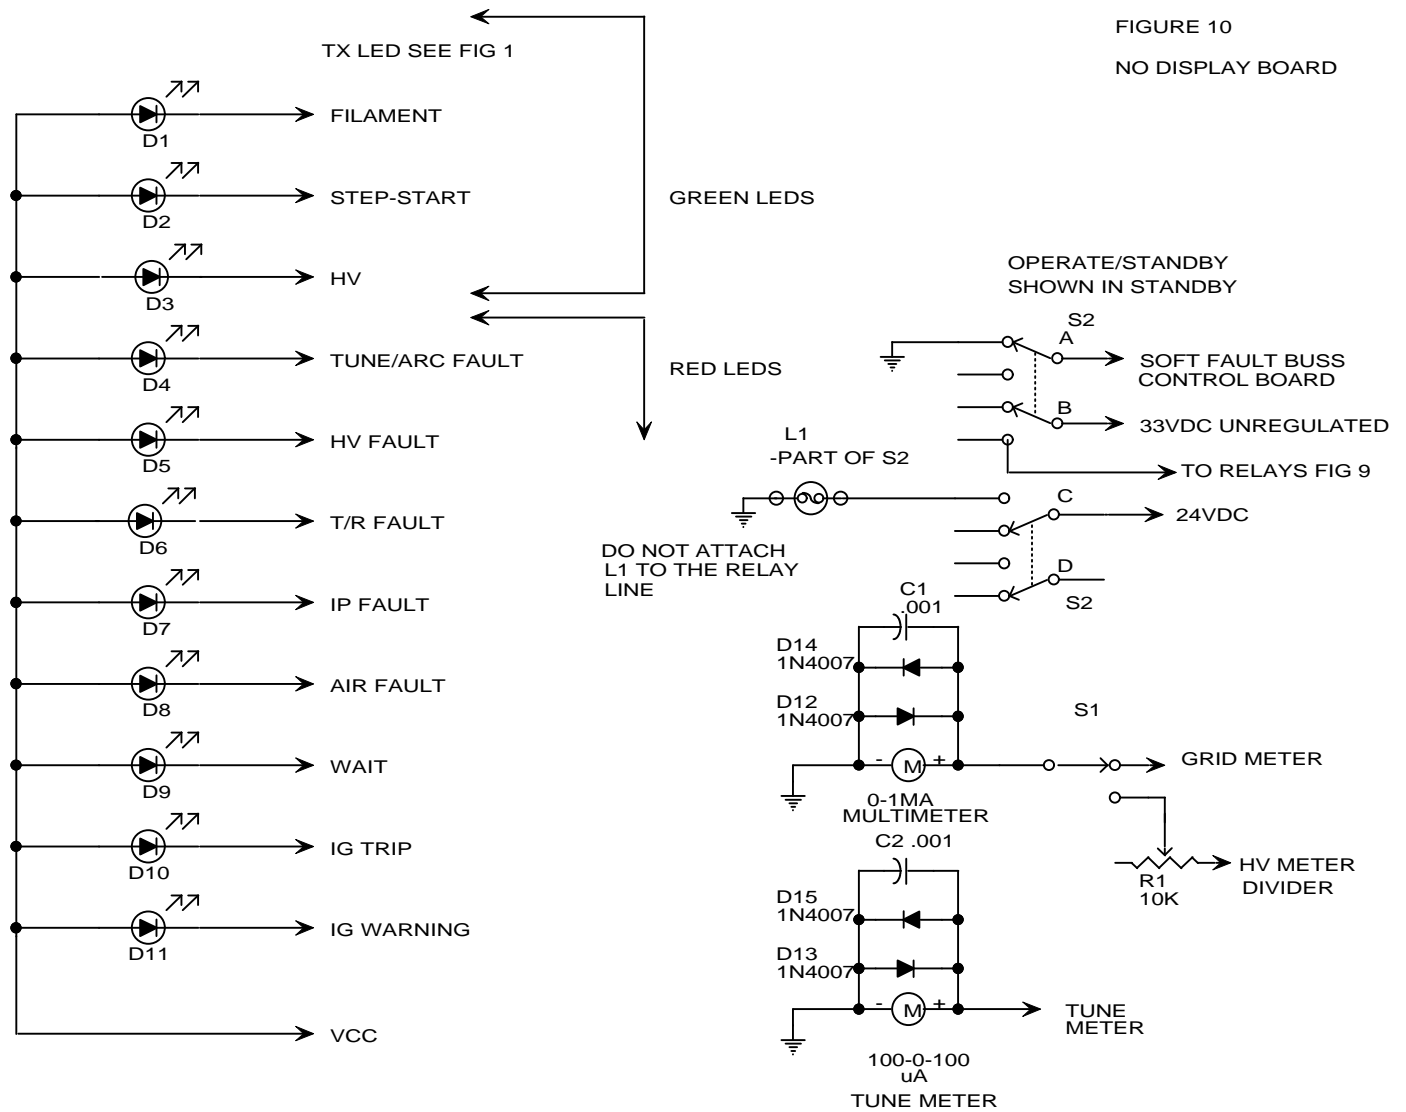 FIGURE 10
NO DISPLAY BOARD
TX LED SEE FIG 1
FILAMENT
D1
STEP-START
D2
GREEN LEDS
HV
D3
TUNE/ARC FAULT
D4
RED LEDS
HV FAULT
D5
T/R FAULT
D6
IP FAULT
D7
AIR FAULT
D8
WAIT
D9
IG TRIP
D10
IG WARNING
D11
VCC
OPERATE/STANDBY
SHOWN IN STANDBY
S2
A
SOFT FAULT BUSS
CONTROL BOARD
B
33VDC UNREGULATED
L1
-PART OF S2
TO RELAYS FIG 9
C
24VDC
DO NOT ATTACH
L1 TO THE RELAY
LINE
D
S2
C1
.001
D14
1N4007
D12
1N4007
S1
- M +
GRID METER
0-1MA
MULTIMETER
C2 .001
HV METER
DIVIDER
R1
10K
D15
1N4007
D13
1N4007
- M +
TUNE
METER
100-0-100
uA
TUNE METER